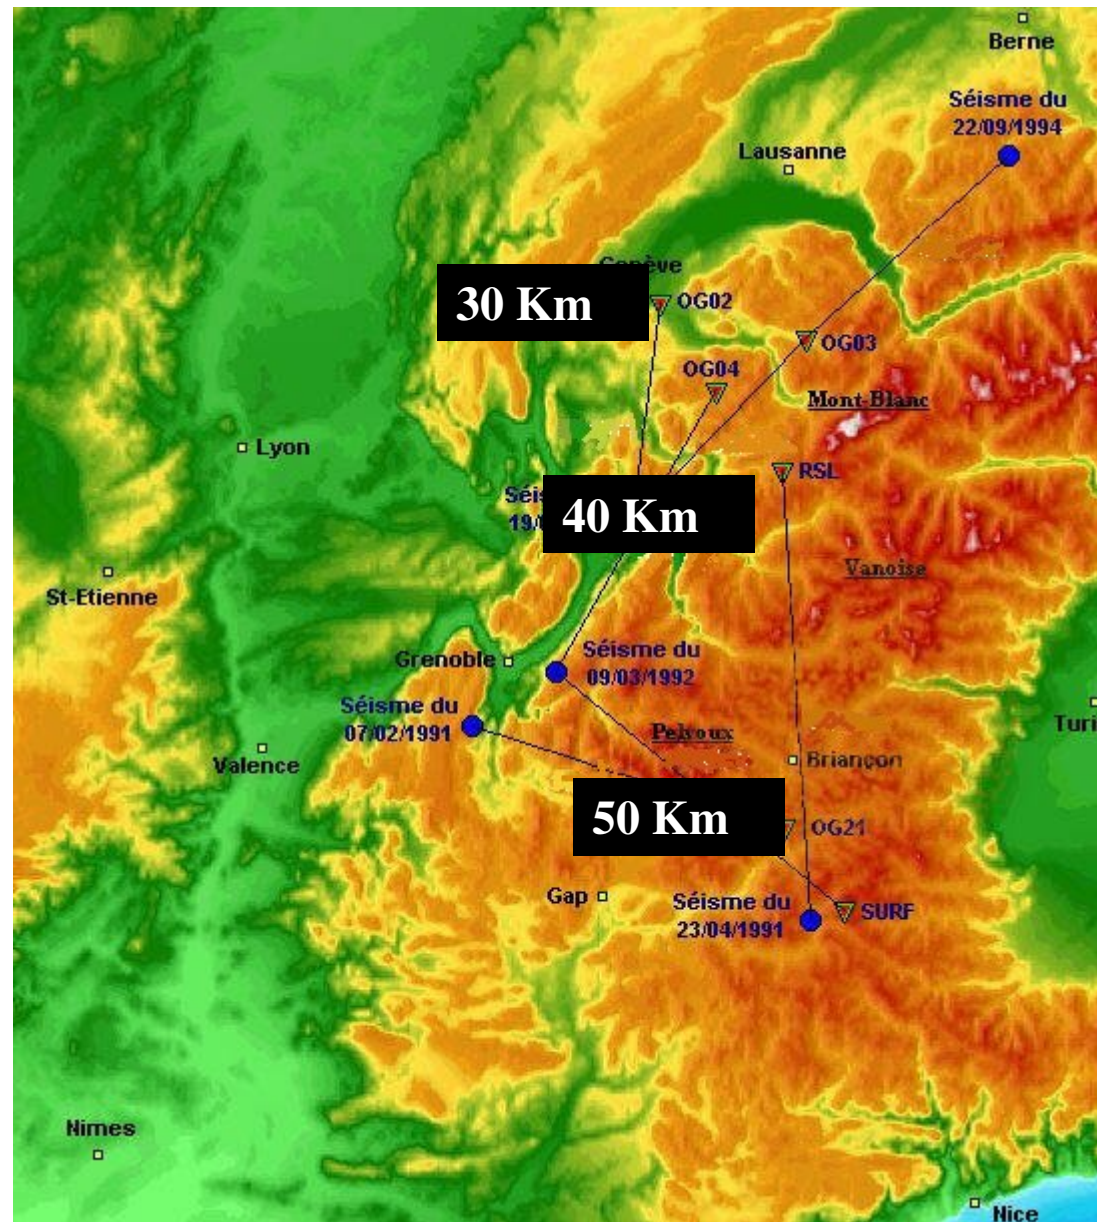 Berne
Séisme du
22/09/1994
Lausanne
30 Km
OG02
OG03
OG04
Mont-Blanc
Lyon
RSL
40 Km
Vanoise
St-Etienne
Grenoble
Séisme du
09/03/1992
Séisme du
07/02/1991
Pelvoux
Valence
Briançon
50 Km
OG21
Gap
Séisme du
23/04/1991
SURF
Nimes
Nice